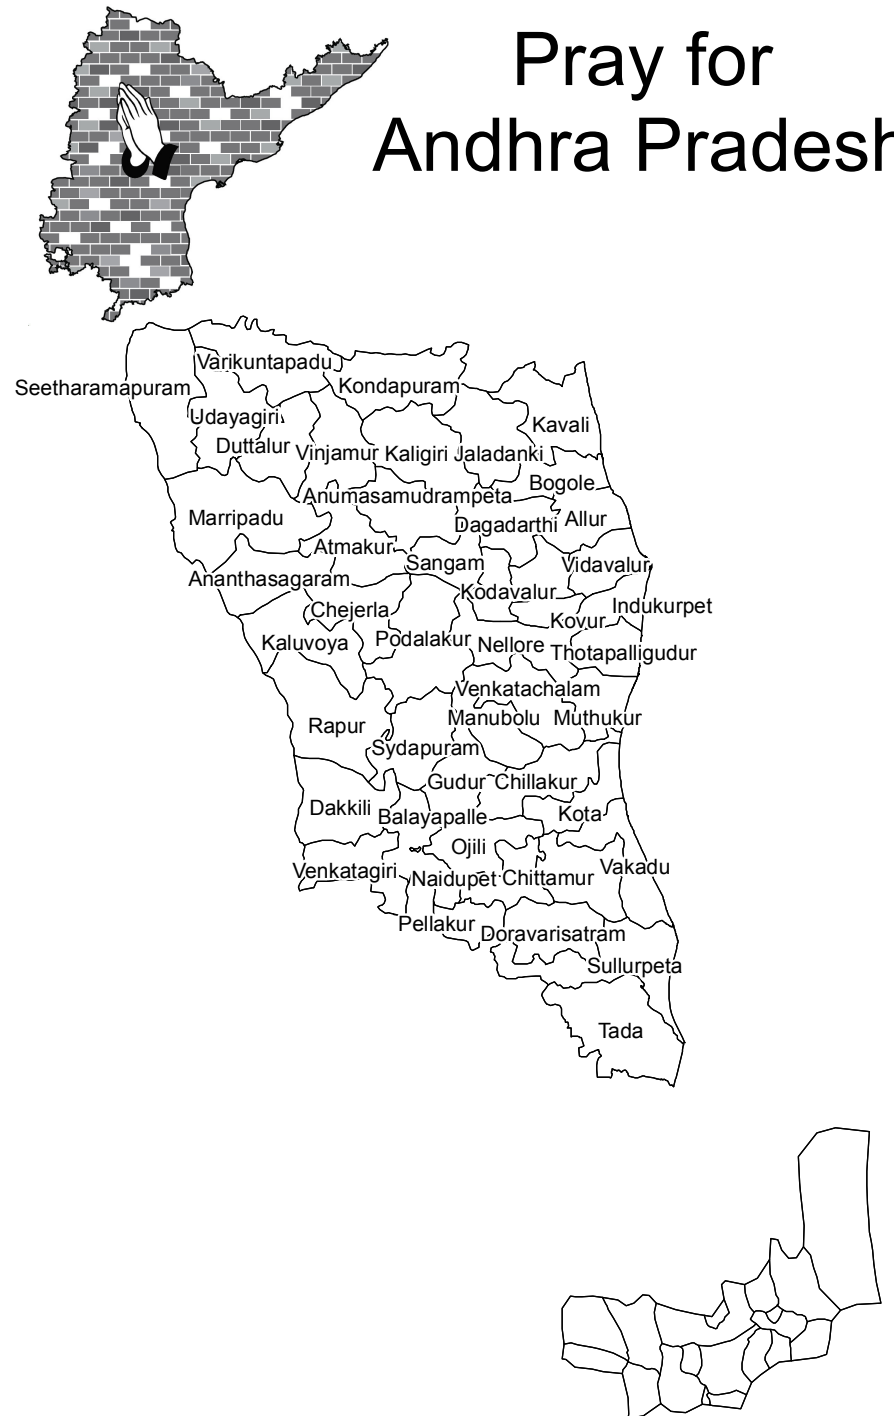 Pray for
Andhra Pradesh
Varikuntapadu
Kondapuram
Seetharamapuram
Udayagiri
Kavali
Duttalur
Vinjamur
Kaligiri
Jaladanki
Bogole
Anumasamudrampeta
Marripadu
Dagadarthi
Allur
Atmakur
Sangam
Vidavalur
Ananthasagaram
Kodavalur
Chejerla
Indukurpet
Kovur
Kaluvoya
Podalakur
Nellore
Thotapalligudur
Venkatachalam
Rapur
Manubolu
Muthukur
Sydapuram
Gudur
Chillakur
Dakkili
Balayapalle
Kota
Ojili
Venkatagiri
Naidupet
Chittamur
Vakadu
Pellakur
Doravarisatram
Sullurpeta
Tada